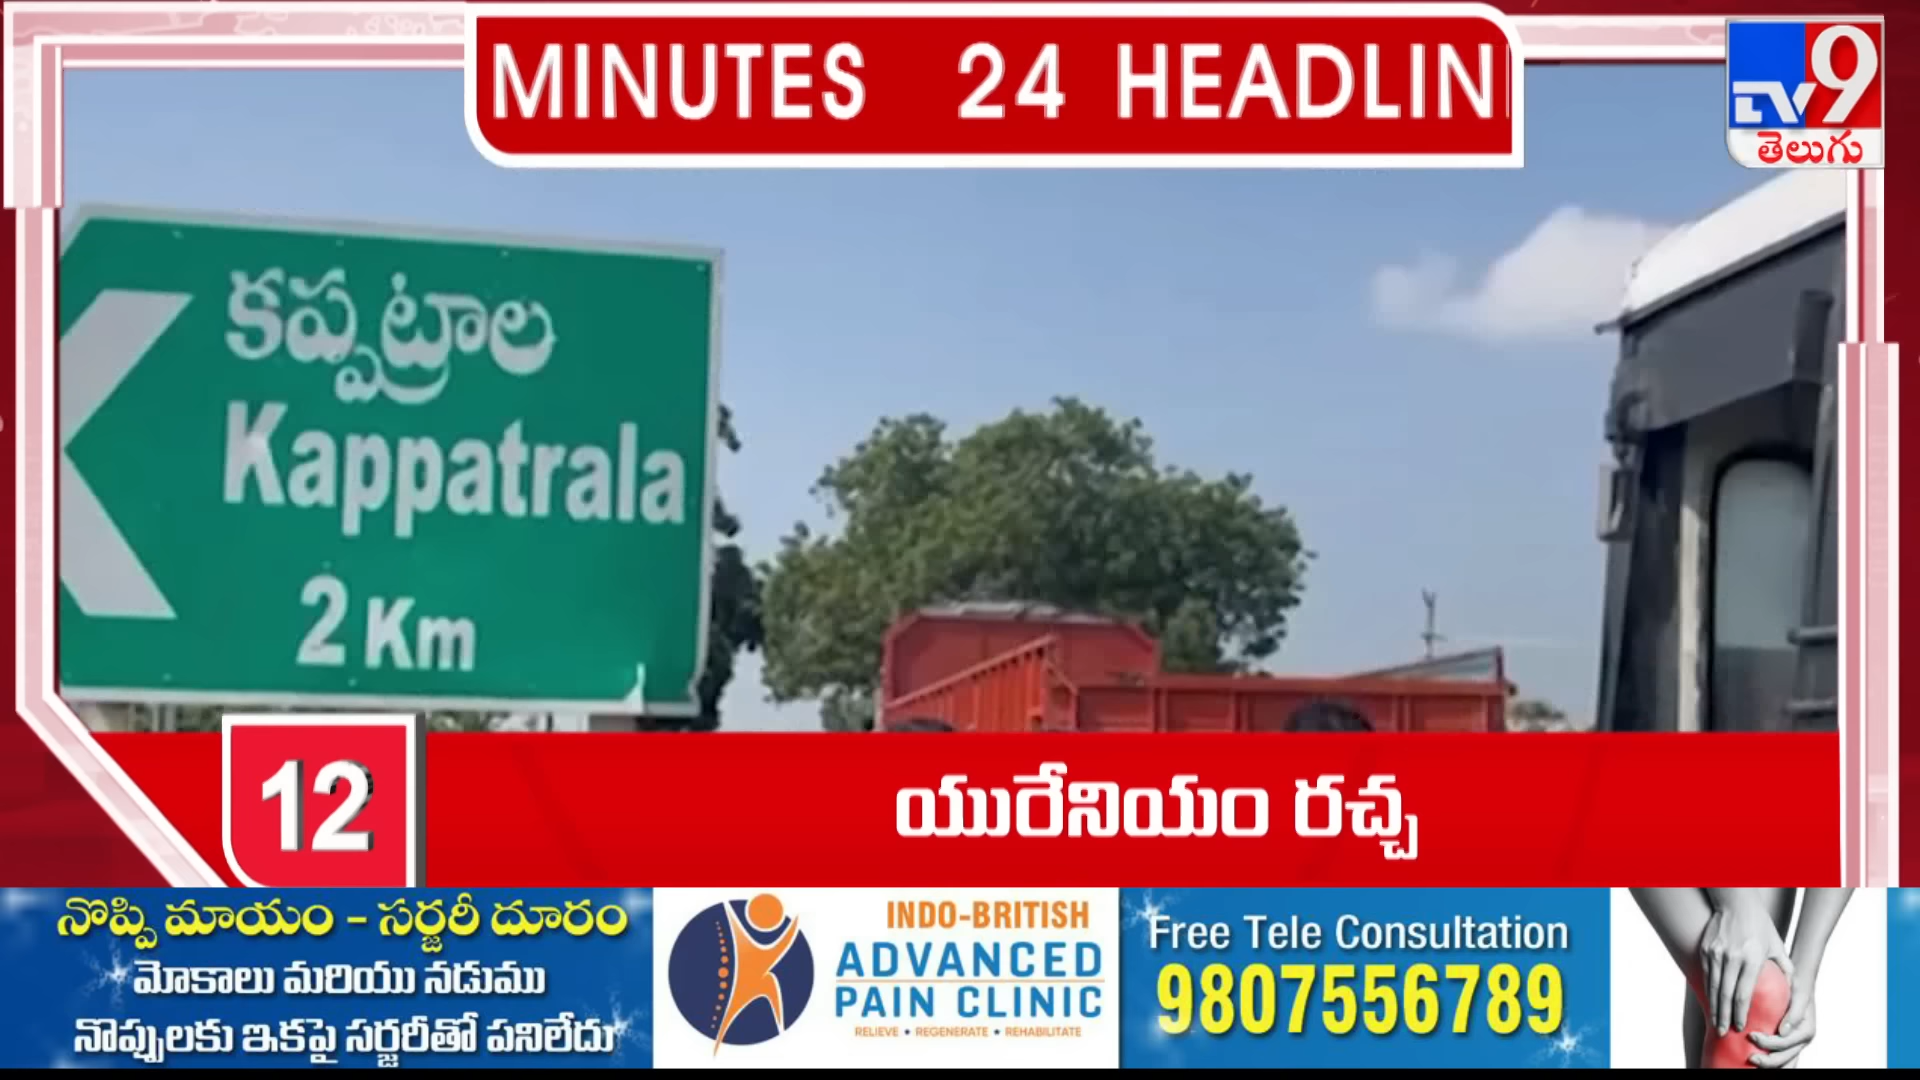 MINUTES 24 HEADLIN
TV9
తెలుగు
కప్పట్రాల
Kappatrala
2 Km
12
యురేనియం రచ్చ
నొప్పి మాయం - సర్జరీ దూరం
మోకాలు మరియు నడుము
నొప్పులకు ఇకపై సర్జరీతో పనిలేదు
INDO-BRITISH
ADVANCED
PAIN CLINIC
RELIEVE • REGENERATE • REHABILITATE
Free Tele Consultation
9807556789